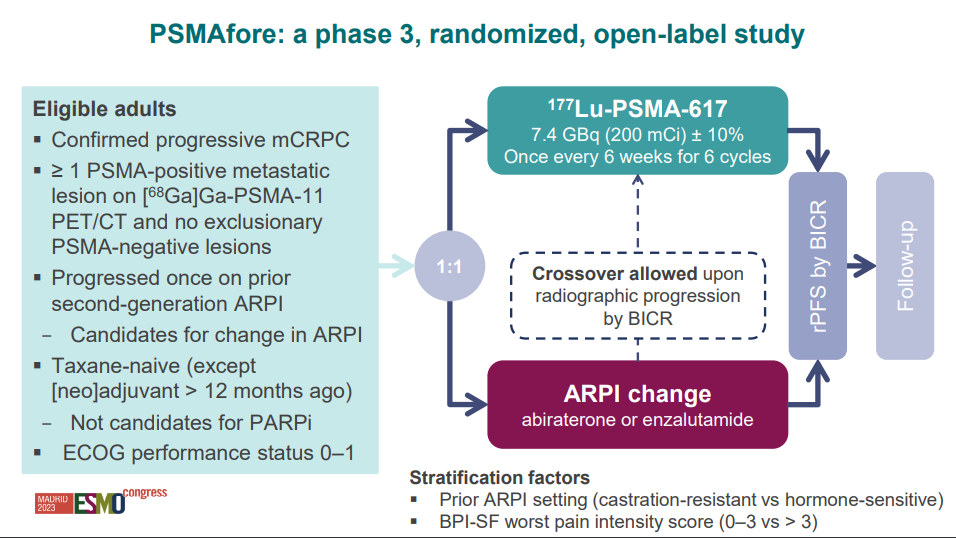 PSMAfore: a phase 3, randomized, open-label study
Eligible adults
▪ Confirmed progressive mCRPC
▪ ≥ 1 PSMA-positive metastatic
lesion on [⁶⁸Ga]Ga-PSMA-11
PET/CT and no exclusionary
PSMA-negative lesions
▪ Progressed once on prior
second-generation ARPI
– Candidates for change in ARPI
▪ Taxane-naive (except
[neo]adjuvant > 12 months ago)
– Not candidates for PARPi
▪ ECOG performance status 0–1
1:1
¹⁷⁷Lu-PSMA-617
7.4 GBq (200 mCi) ± 10%
Once every 6 weeks for 6 cycles
Crossover allowed upon
radiographic progression
by BICR
ARPI change
abiraterone or enzalutamide
rPFS by BICR
Follow-up
Stratification factors
▪ Prior ARPI setting (castration-resistant vs hormone-sensitive)
▪ BPI-SF worst pain intensity score (0–3 vs > 3)
MADRID
2023
ESMO congress